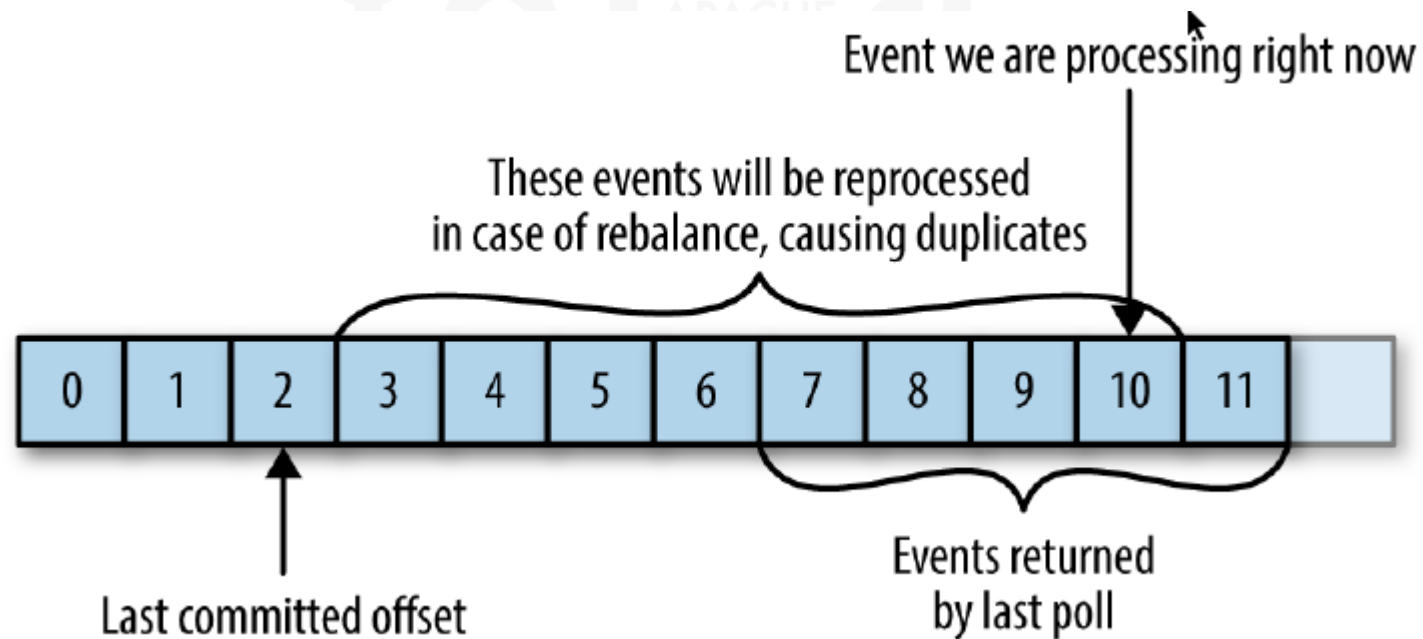 APACHE
Event we are processing right now
These events will be reprocessed
in case of rebalance, causing duplicates
0 1 2 3 4 5 6 7 8 9 10 11
Last committed offset
Events returned
by last poll